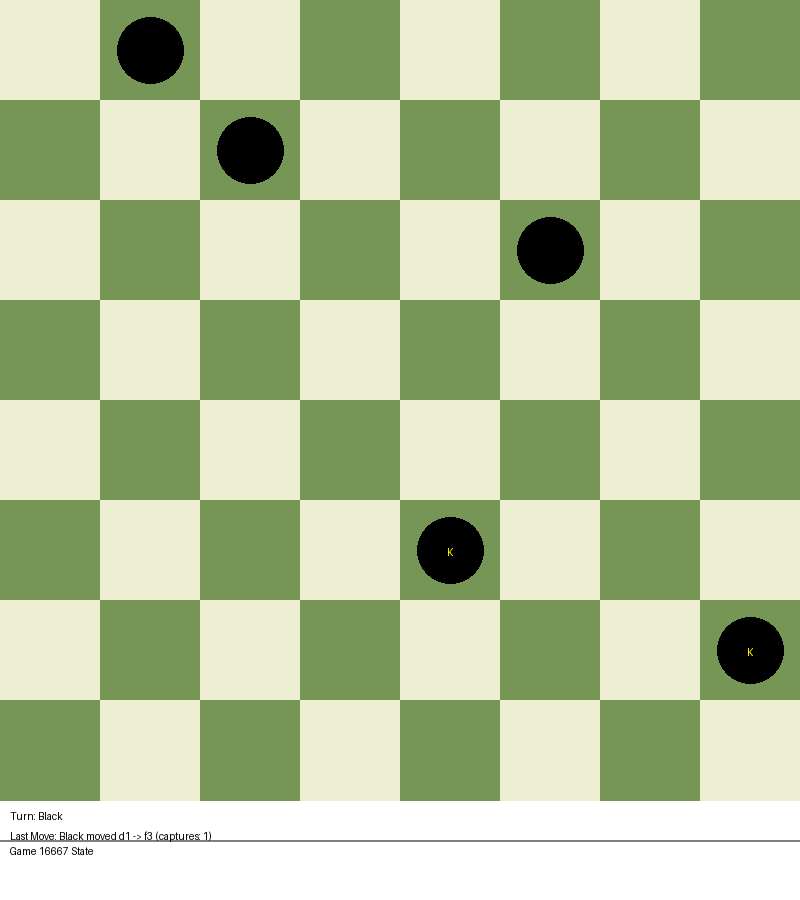 K
K
Turn: Black
Last Move: Black moved d1 -> f3 (captures: 1)
Game 16667 State